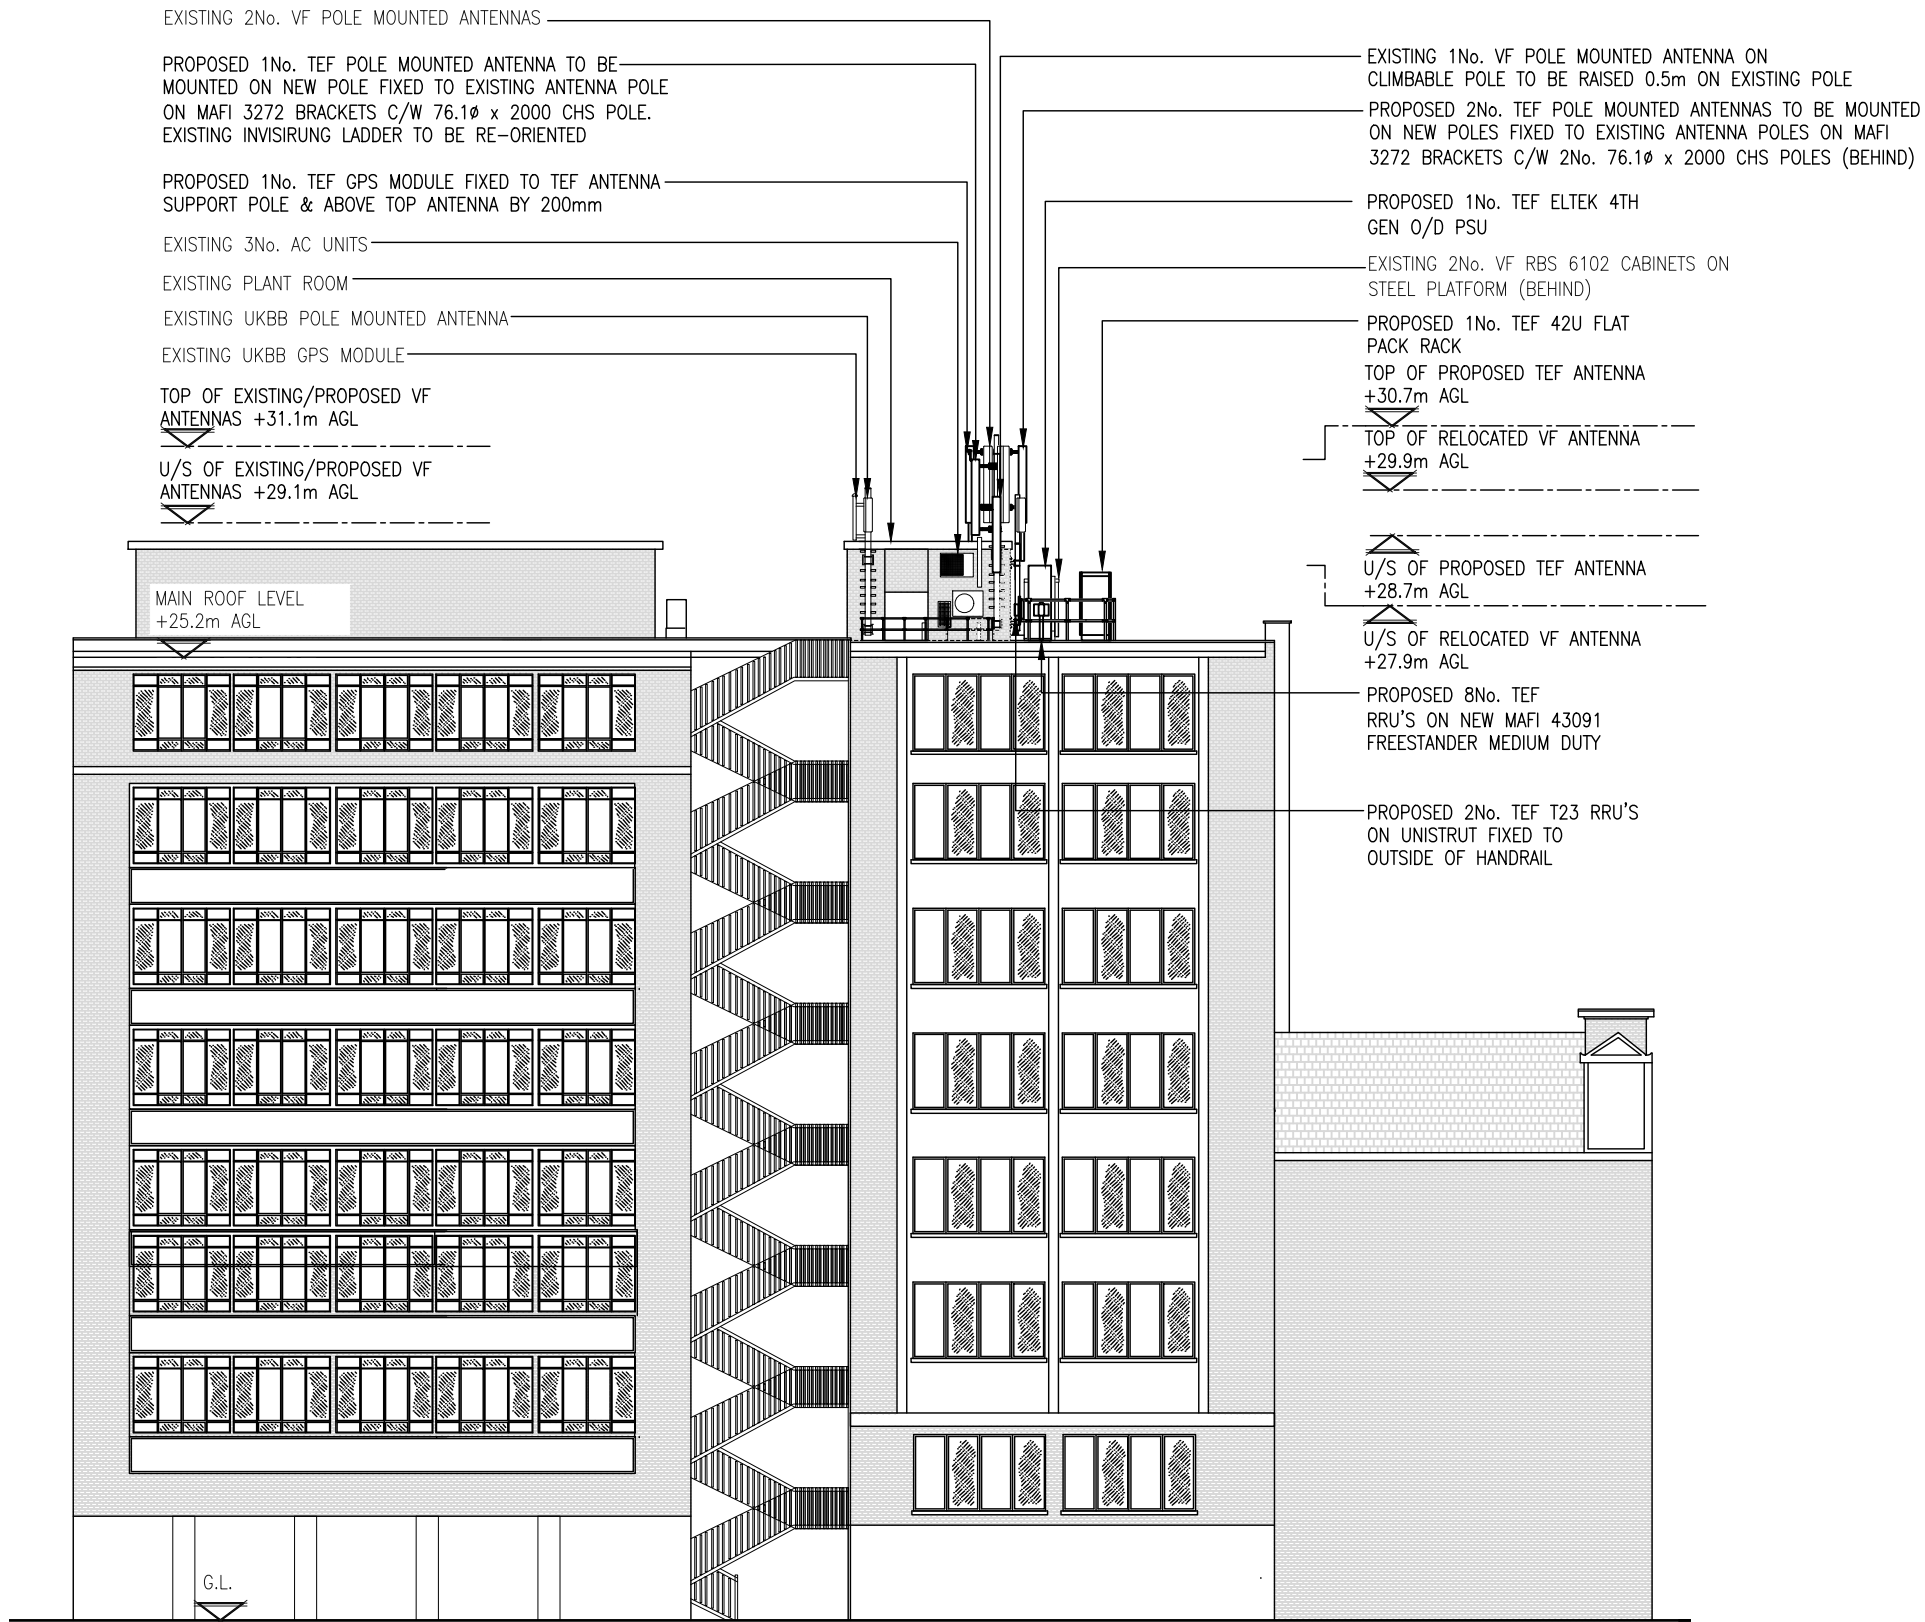 EXISTING 2No. VF POLE MOUNTED ANTENNAS
PROPOSED 1No. TEF POLE MOUNTED ANTENNA TO BE
MOUNTED ON NEW POLE FIXED TO EXISTING ANTENNA POLE
ON MAFI 3272 BRACKETS C/W 76.1ø x 2000 CHS POLE.
EXISTING INVISIRUNG LADDER TO BE RE-ORIENTED
PROPOSED 1No. TEF GPS MODULE FIXED TO TEF ANTENNA
SUPPORT POLE & ABOVE TOP ANTENNA BY 200mm
EXISTING 3No. AC UNITS
EXISTING PLANT ROOM
EXISTING UKBB POLE MOUNTED ANTENNA
EXISTING UKBB GPS MODULE
TOP OF EXISTING/PROPOSED VF
ANTENNAS +31.1m AGL
U/S OF EXISTING/PROPOSED VF
ANTENNAS +29.1m AGL
MAIN ROOF LEVEL
+25.2m AGL
G.L.
EXISTING 1No. VF POLE MOUNTED ANTENNA ON
CLIMBABLE POLE TO BE RAISED 0.5m ON EXISTING POLE
PROPOSED 2No. TEF POLE MOUNTED ANTENNAS TO BE MOUNTED
ON NEW POLES FIXED TO EXISTING ANTENNA POLES ON MAFI
3272 BRACKETS C/W 2No. 76.1ø x 2000 CHS POLES (BEHIND)
PROPOSED 1No. TEF ELTEK 4TH
GEN O/D PSU
EXISTING 2No. VF RBS 6102 CABINETS ON
STEEL PLATFORM (BEHIND)
PROPOSED 1No. TEF 42U FLAT
PACK RACK
TOP OF PROPOSED TEF ANTENNA
+30.7m AGL
TOP OF RELOCATED VF ANTENNA
+29.9m AGL
U/S OF PROPOSED TEF ANTENNA
+28.7m AGL
U/S OF RELOCATED VF ANTENNA
+27.9m AGL
PROPOSED 8No. TEF
RRU'S ON NEW MAFI 43091
FREESTANDER MEDIUM DUTY
PROPOSED 2No. TEF T23 RRU'S
ON UNISTRUT FIXED TO
OUTSIDE OF HANDRAIL